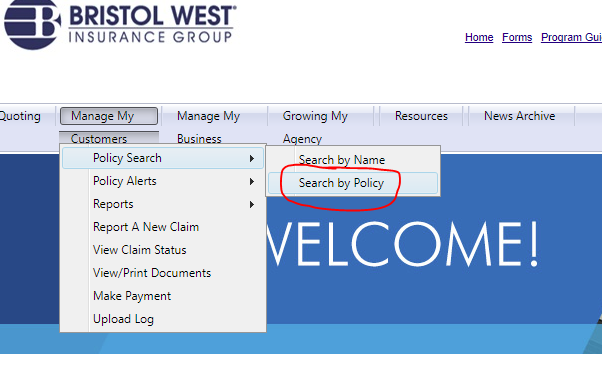 BRISTOL WEST®
INSURANCE GROUP
Home Forms Program Gui
Quoting Manage My Customers Manage My Business Growing My Agency Resources News Archive
Policy Search
Policy Alerts
Reports
Report A New Claim
View Claim Status
View/Print Documents
Make Payment
Upload Log
Search by Name
Search by Policy
WELCOME!